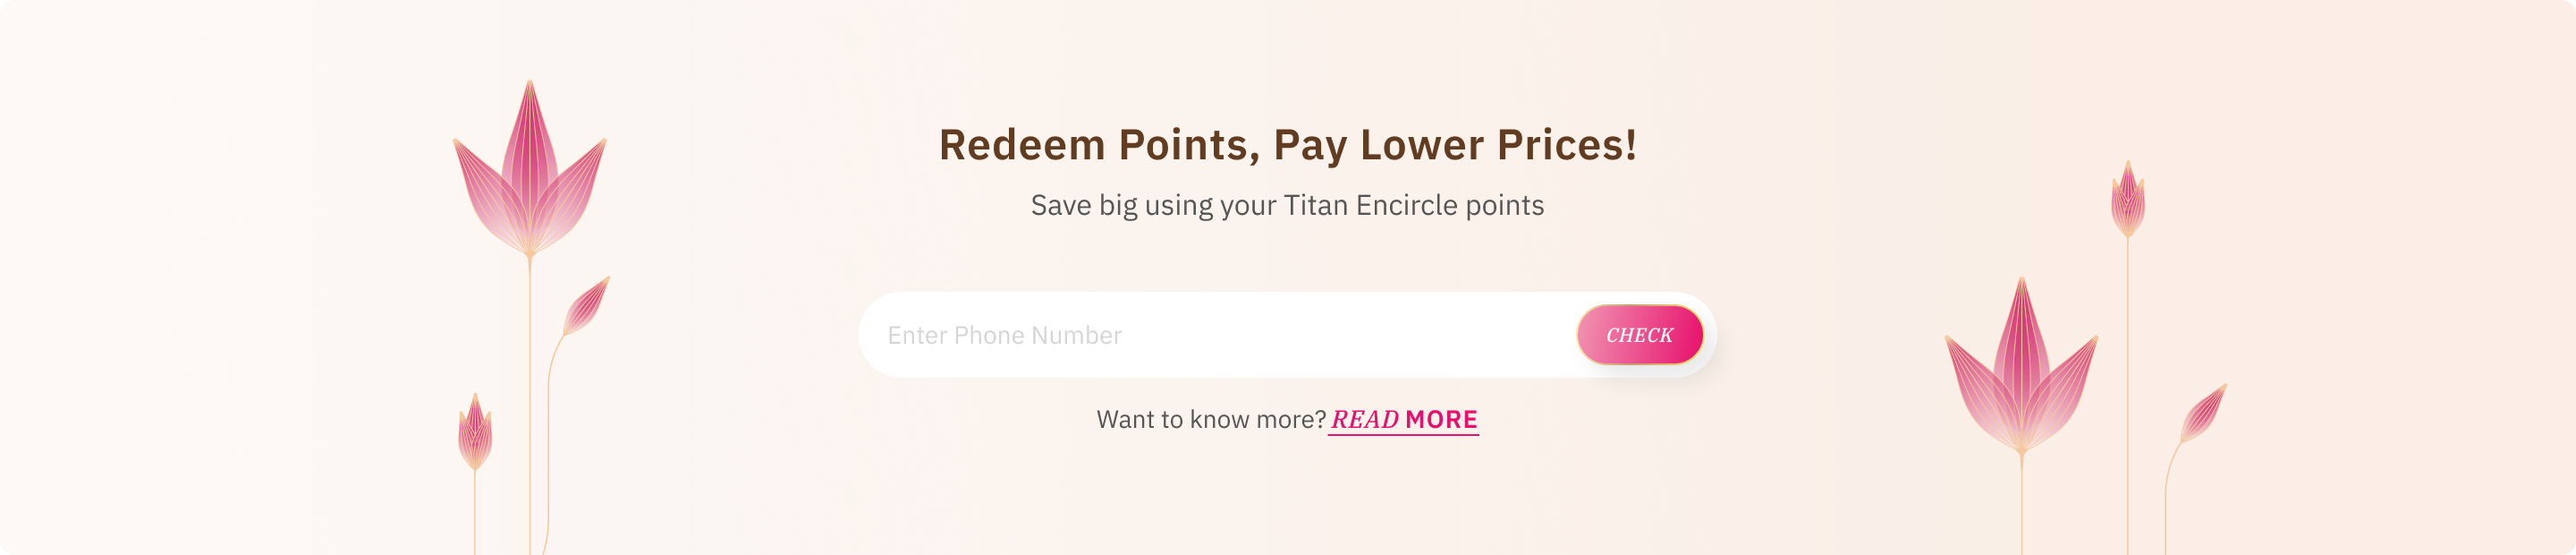 Redeem Points, Pay Lower Prices!
Save big using your Titan Encircle points
Enter Phone Number
CHECK
Want to know more? READ MORE